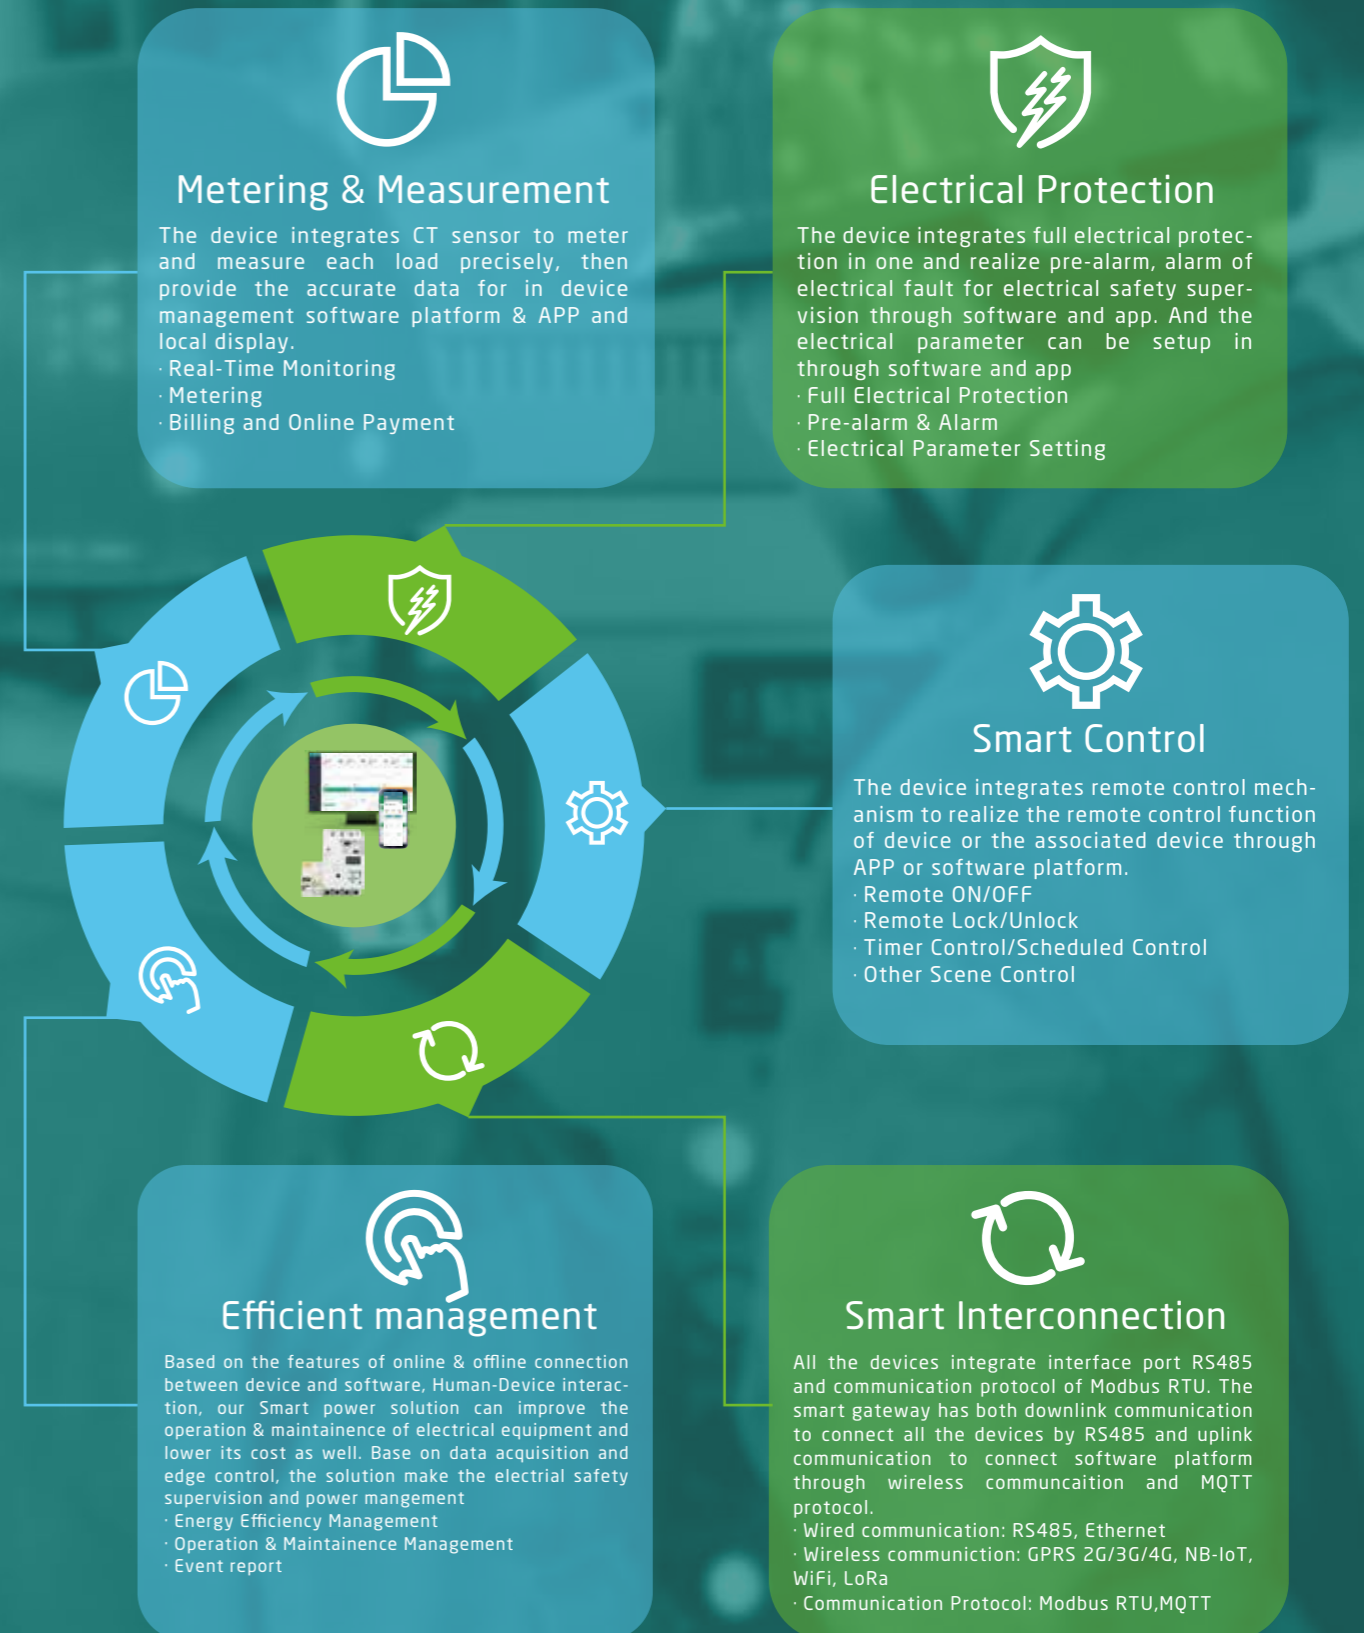 Metering & Measurement
The device integrates CT sensor to meter
and measure each load precisely, then
provide the accurate data for in device
management software platform & APP and
local display.
· Real-Time Monitoring
· Metering
· Billing and Online Payment
Electrical Protection
The device integrates full electrical protec-
tion in one and realize pre-alarm, alarm of
electrical fault for electrical safety super-
vision through software and app. And the
electrical parameter can be setup in
through software and app
· Full Electrical Protection
· Pre-alarm & Alarm
· Electrical Parameter Setting
Smart Control
The device integrates remote control mech-
anism to realize the remote control function
of device or the associated device through
APP or software platform.
· Remote ON/OFF
· Remote Lock/Unlock
· Timer Control/Scheduled Control
· Other Scene Control
Efficient management
Based on the features of online & offline connection
between device and software, Human-Device interac-
tion, our Smart power solution can improve the
operation & maintainence of electrical equipment and
lower its cost as well. Base on data acquisition and
edge control, the solution make the electrial safety
supervision and power mangement
· Energy Efficiency Management
· Operation & Maintainence Management
· Event report
Smart Interconnection
All the devices integrate interface port RS485
and communication protocol of Modbus RTU. The
smart gateway has both downlink communication
to connect all the devices by RS485 and uplink
communication to connect software platform
through wireless communcaition and MQTT
protocol.
· Wired communication: RS485, Ethernet
· Wireless communiction: GPRS 2G/3G/4G, NB-IoT,
WiFi, LoRa
· Communication Protocol: Modbus RTU,MQTT